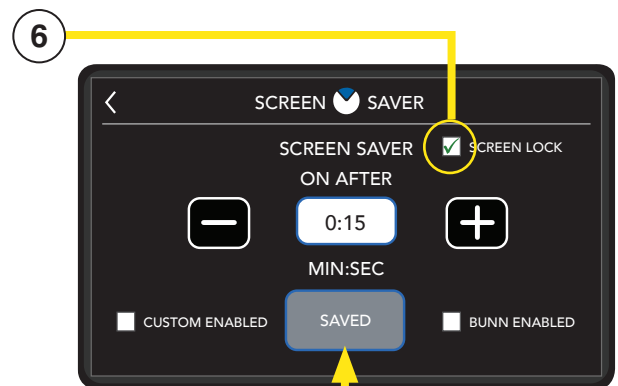 6
SCREEN SAVER
SCREEN SAVER
SCREEN LOCK
ON AFTER
0:15
MIN:SEC
CUSTOM ENABLED
SAVED
BUNN ENABLED